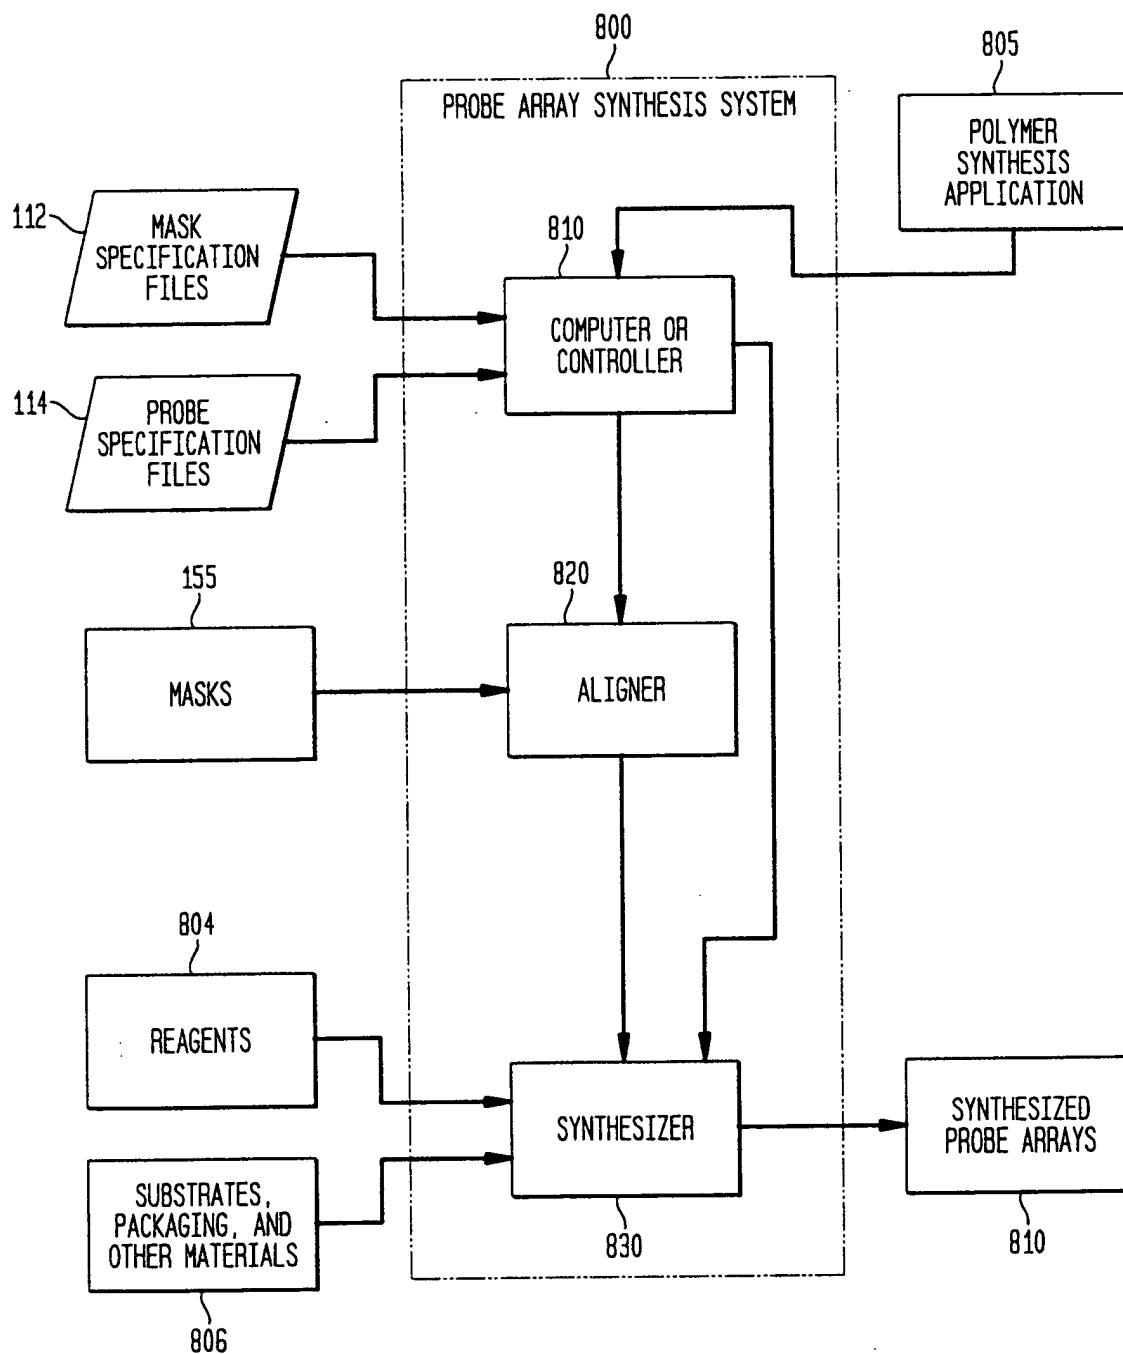 800
805
PROBE ARRAY SYNTHESIS SYSTEM
POLYMER
SYNTHESIS
APPLICATION
112
MASK
SPECIFICATION
FILES
810
COMPUTER OR
CONTROLLER
114
PROBE
SPECIFICATION
FILES
155
MASKS
820
ALIGNER
804
REAGENTS
SYNTHESIZER
830
SYNTHESIZED
PROBE ARRAYS
810
SUBSTRATES,
PACKAGING, AND
OTHER MATERIALS
806